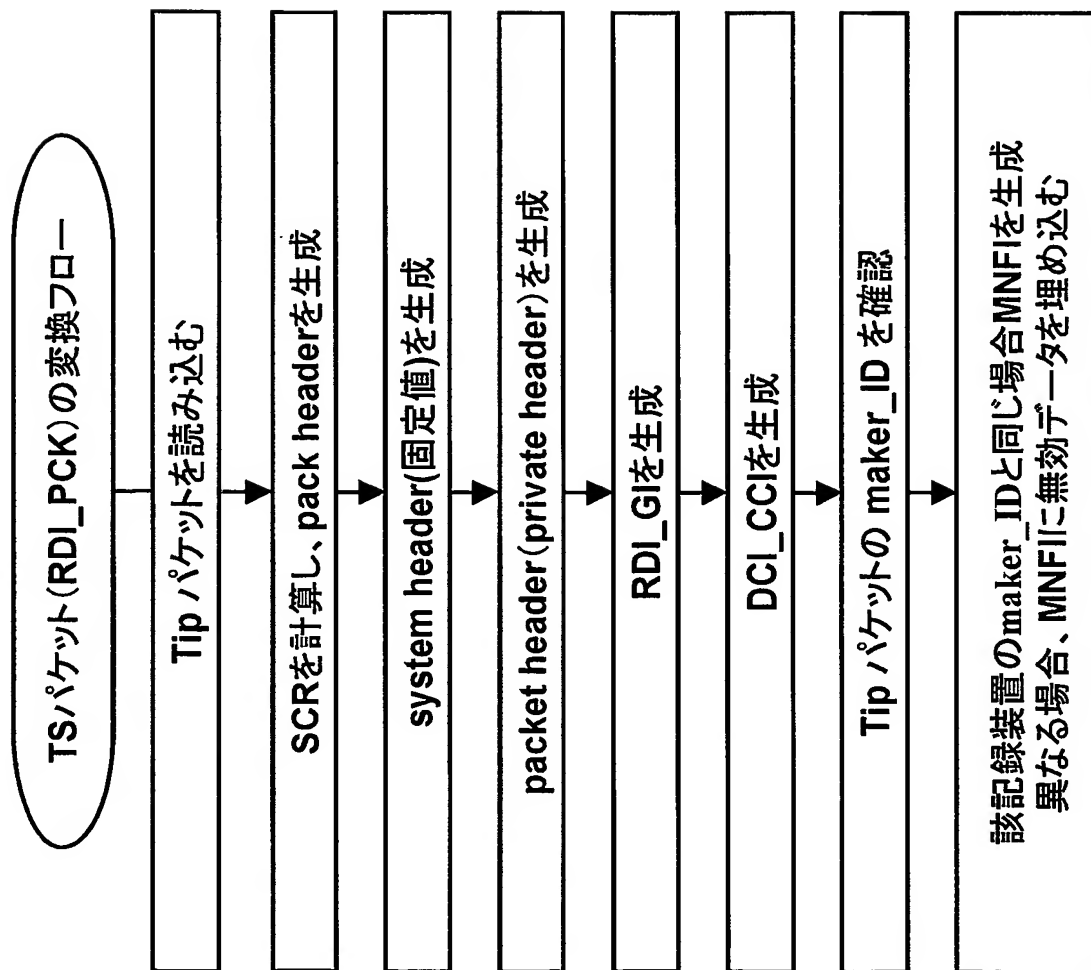 TSパケット(RDI_PCK)の変換フロー
Tip パケットを読み込む
SCRを計算し、pack headerを生成
system header(固定値)を生成
packet header(private header)を生成
RDI_GIを生成
DCI_CCIを生成
Tip パケットの maker_ID を確認
該記録装置のmaker_IDと同じ場合MNFIを生成
異なる場合、MNFIに無効データを埋め込む